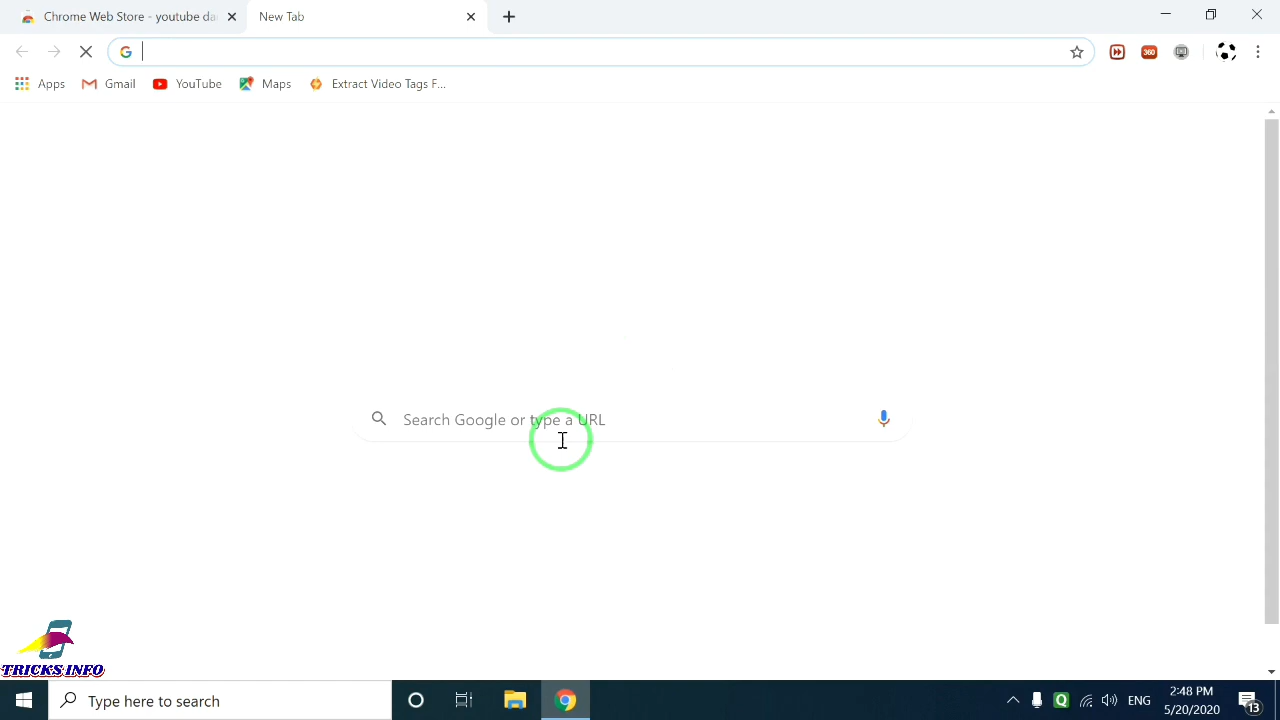 Chrome Web Store - youtube da
New Tab
Apps
Gmail
YouTube
Maps
Extract Video Tags F...
360
Search Google or type a URL
TRICKS INFO
Type here to search
ENG
2:48 PM
5/20/2020
13